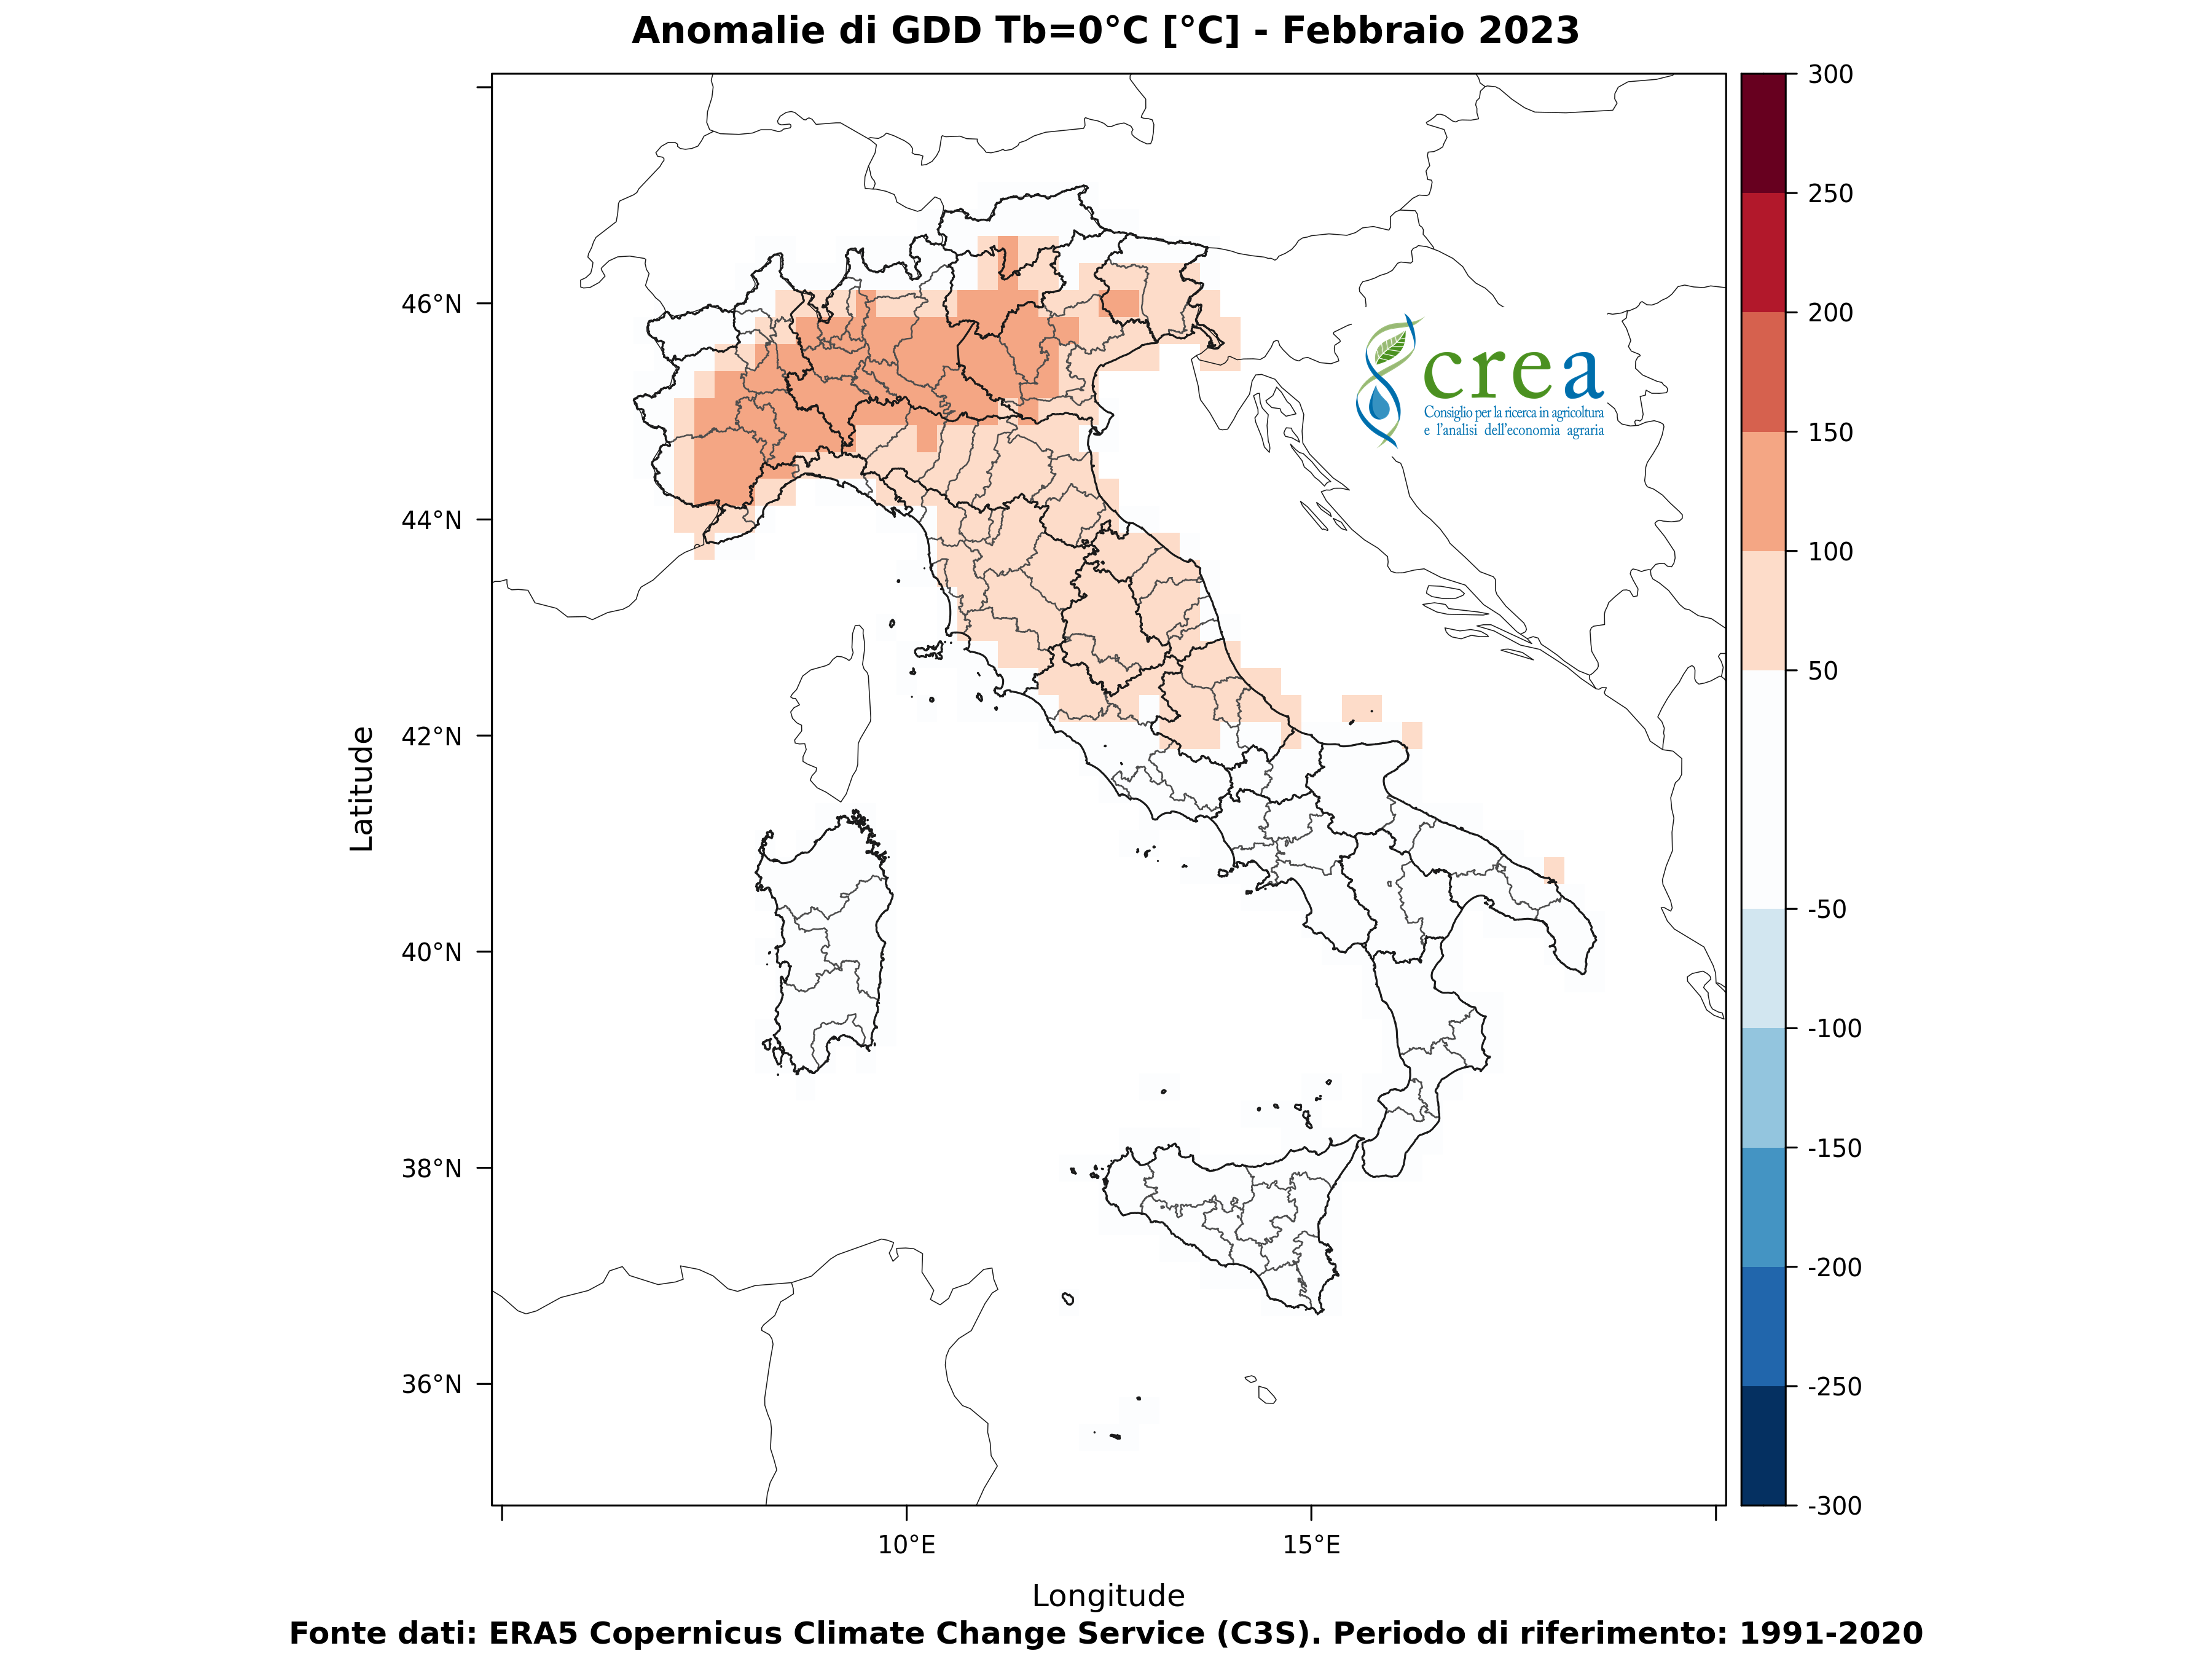 Anomalie di GDD Tb=0°C [°C] - Febbraio 2023
300
250
200
150
100
50
-50
-100
-150
-200
-250
-300
46°N
44°N
42°N
40°N
38°N
36°N
Latitude
crea
Consiglio per la ricerca in agricoltura
e l'analisi dell'economia agraria
10°E
15°E
Longitude
Fonte dati: ERA5 Copernicus Climate Change Service (C3S). Periodo di riferimento: 1991-2020